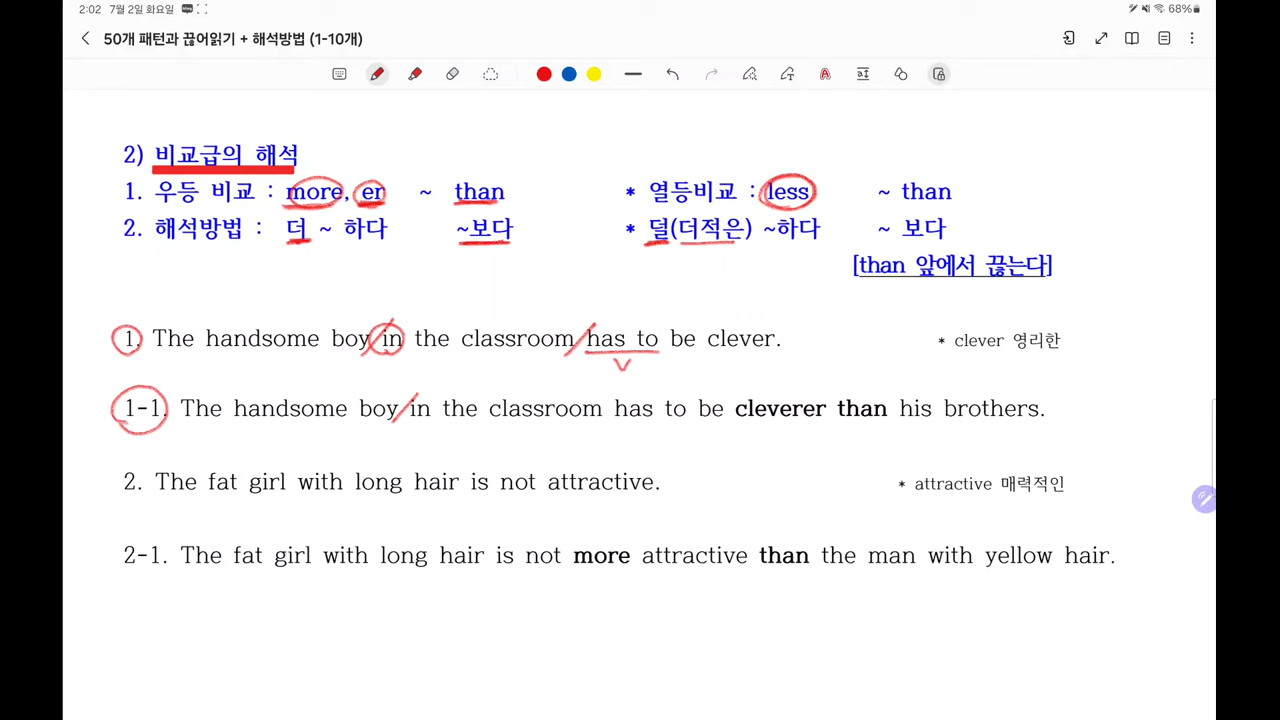 2:02 7월 2일 화요일
68%
50개 패턴과 끊어읽기 + 해석방법 (1-10개)
2) 비교급의 해석
1. 우등 비교 : more, er ~ than * 열등비교 : less ~ than
2. 해석방법 : 더 ~ 하다 ~보다 * 덜(더적은) ~하다 ~ 보다
[than 앞에서 끊는다]
1. The handsome boy in the classroom has to be clever. * clever 영리한
1-1. The handsome boy in the classroom has to be cleverer than his brothers.
2. The fat girl with long hair is not attractive. * attractive 매력적인
2-1. The fat girl with long hair is not more attractive than the man with yellow hair.